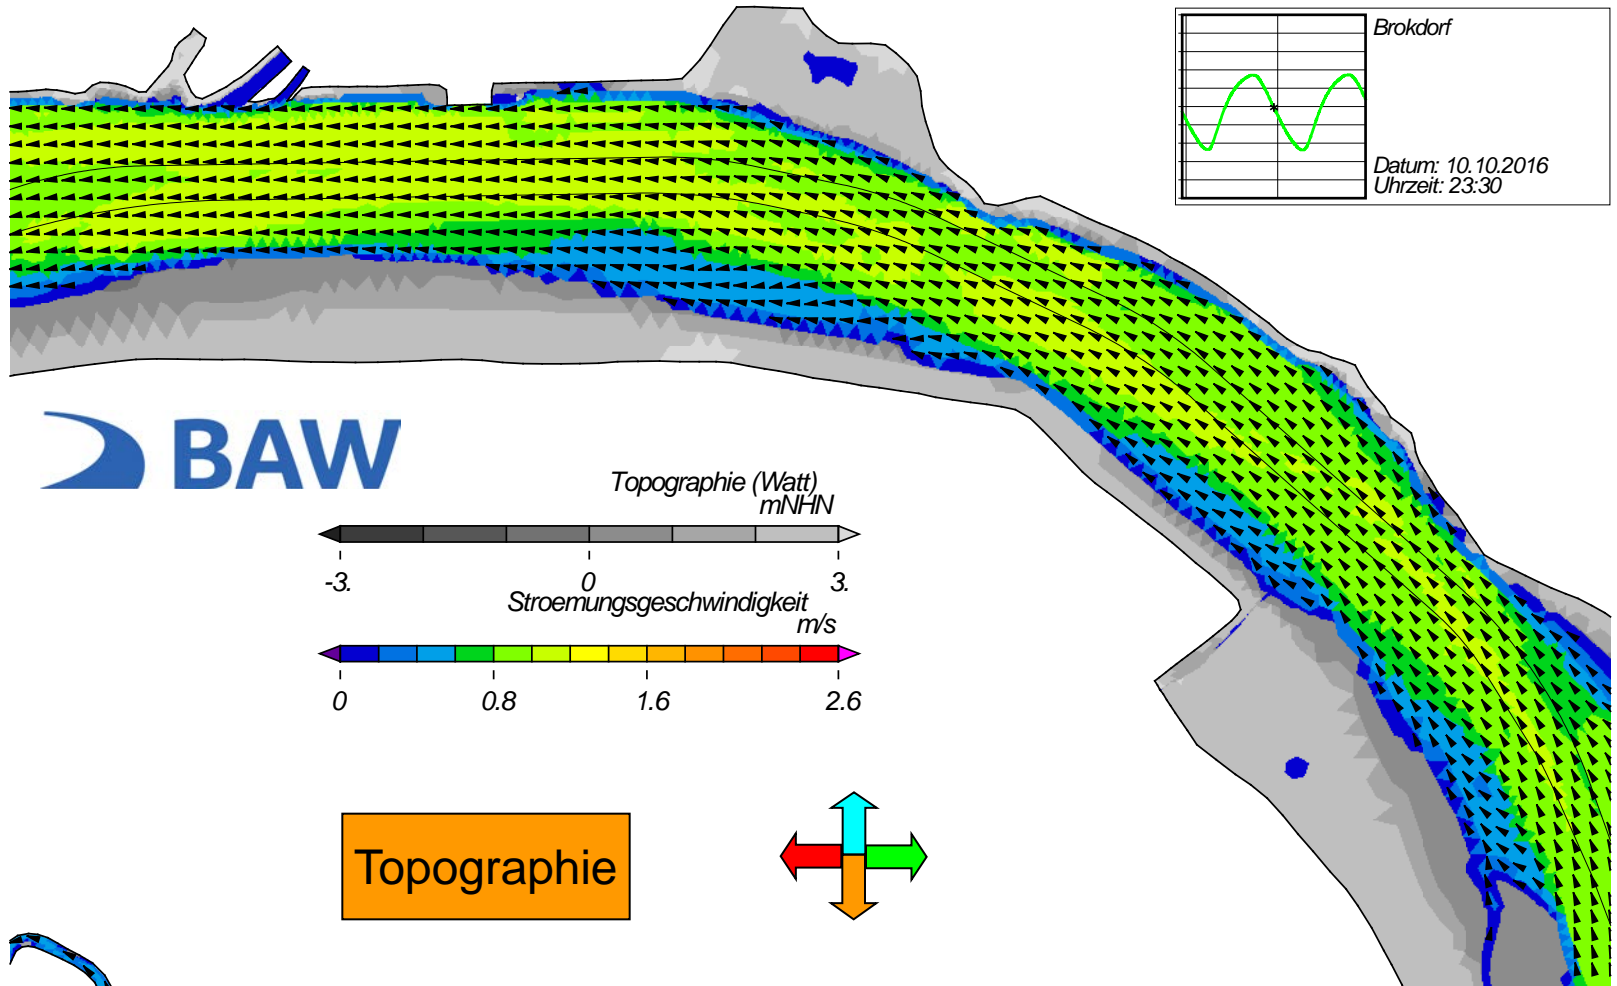 Brokdorf
Datum: 10.10.2016
Uhrzeit: 23:30
BAW
Topographie (Watt)
mNHN
-3. 0 3.
Stroemungsgeschwindigkeit
m/s
0 0.8 1.6 2.6
Topographie